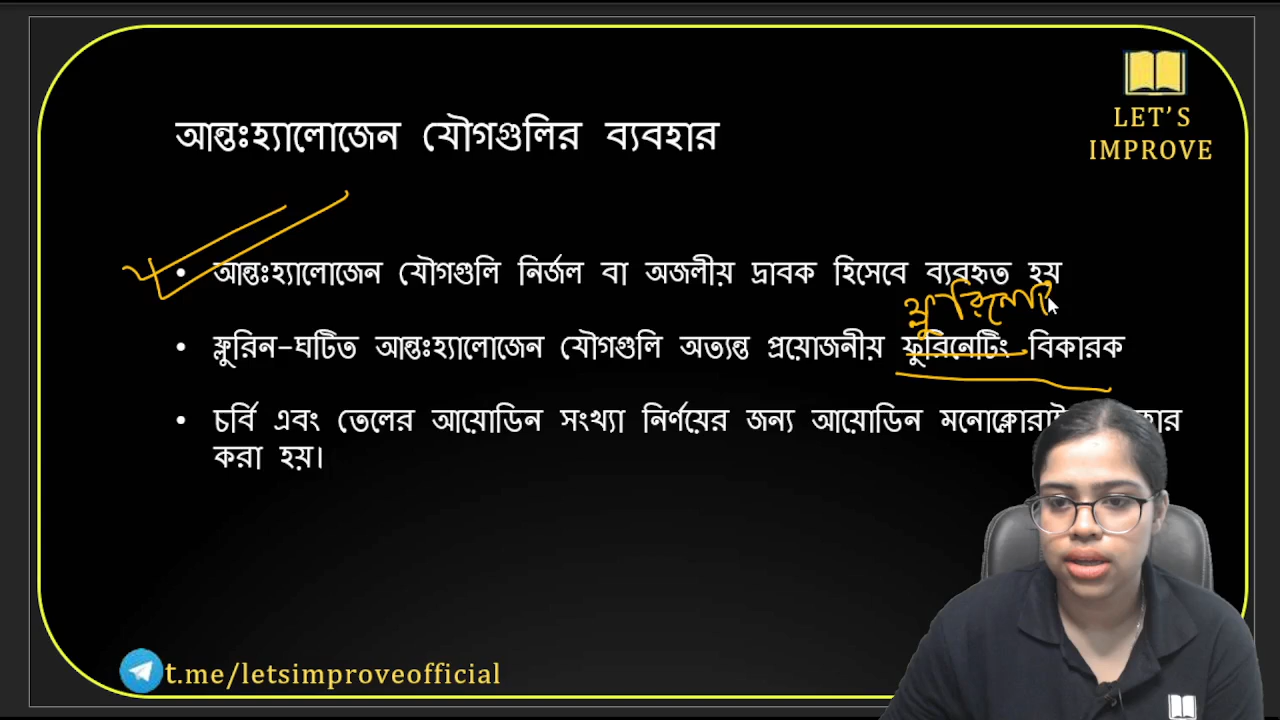 LET'S
IMPROVE
আন্তঃহ্যালোজেন যৌগগুলির ব্যবহার
• আন্তঃহ্যালোজেন যৌগগুলি নির্জল বা অজলীয় দ্রাবক হিসেবে ব্যবহৃত হয়
ফ্লুরিনেটি
• ফ্লুরিন-ঘটিত আন্তঃহ্যালোজেন যৌগগুলি অত্যন্ত প্রয়োজনীয় ফুরিনেটিং বিকারক
• চর্বি এবং তেলের আয়োডিন সংখ্যা নির্ণয়ের জন্য আয়োডিন
করা হয়।
t.me/letsimproveofficial